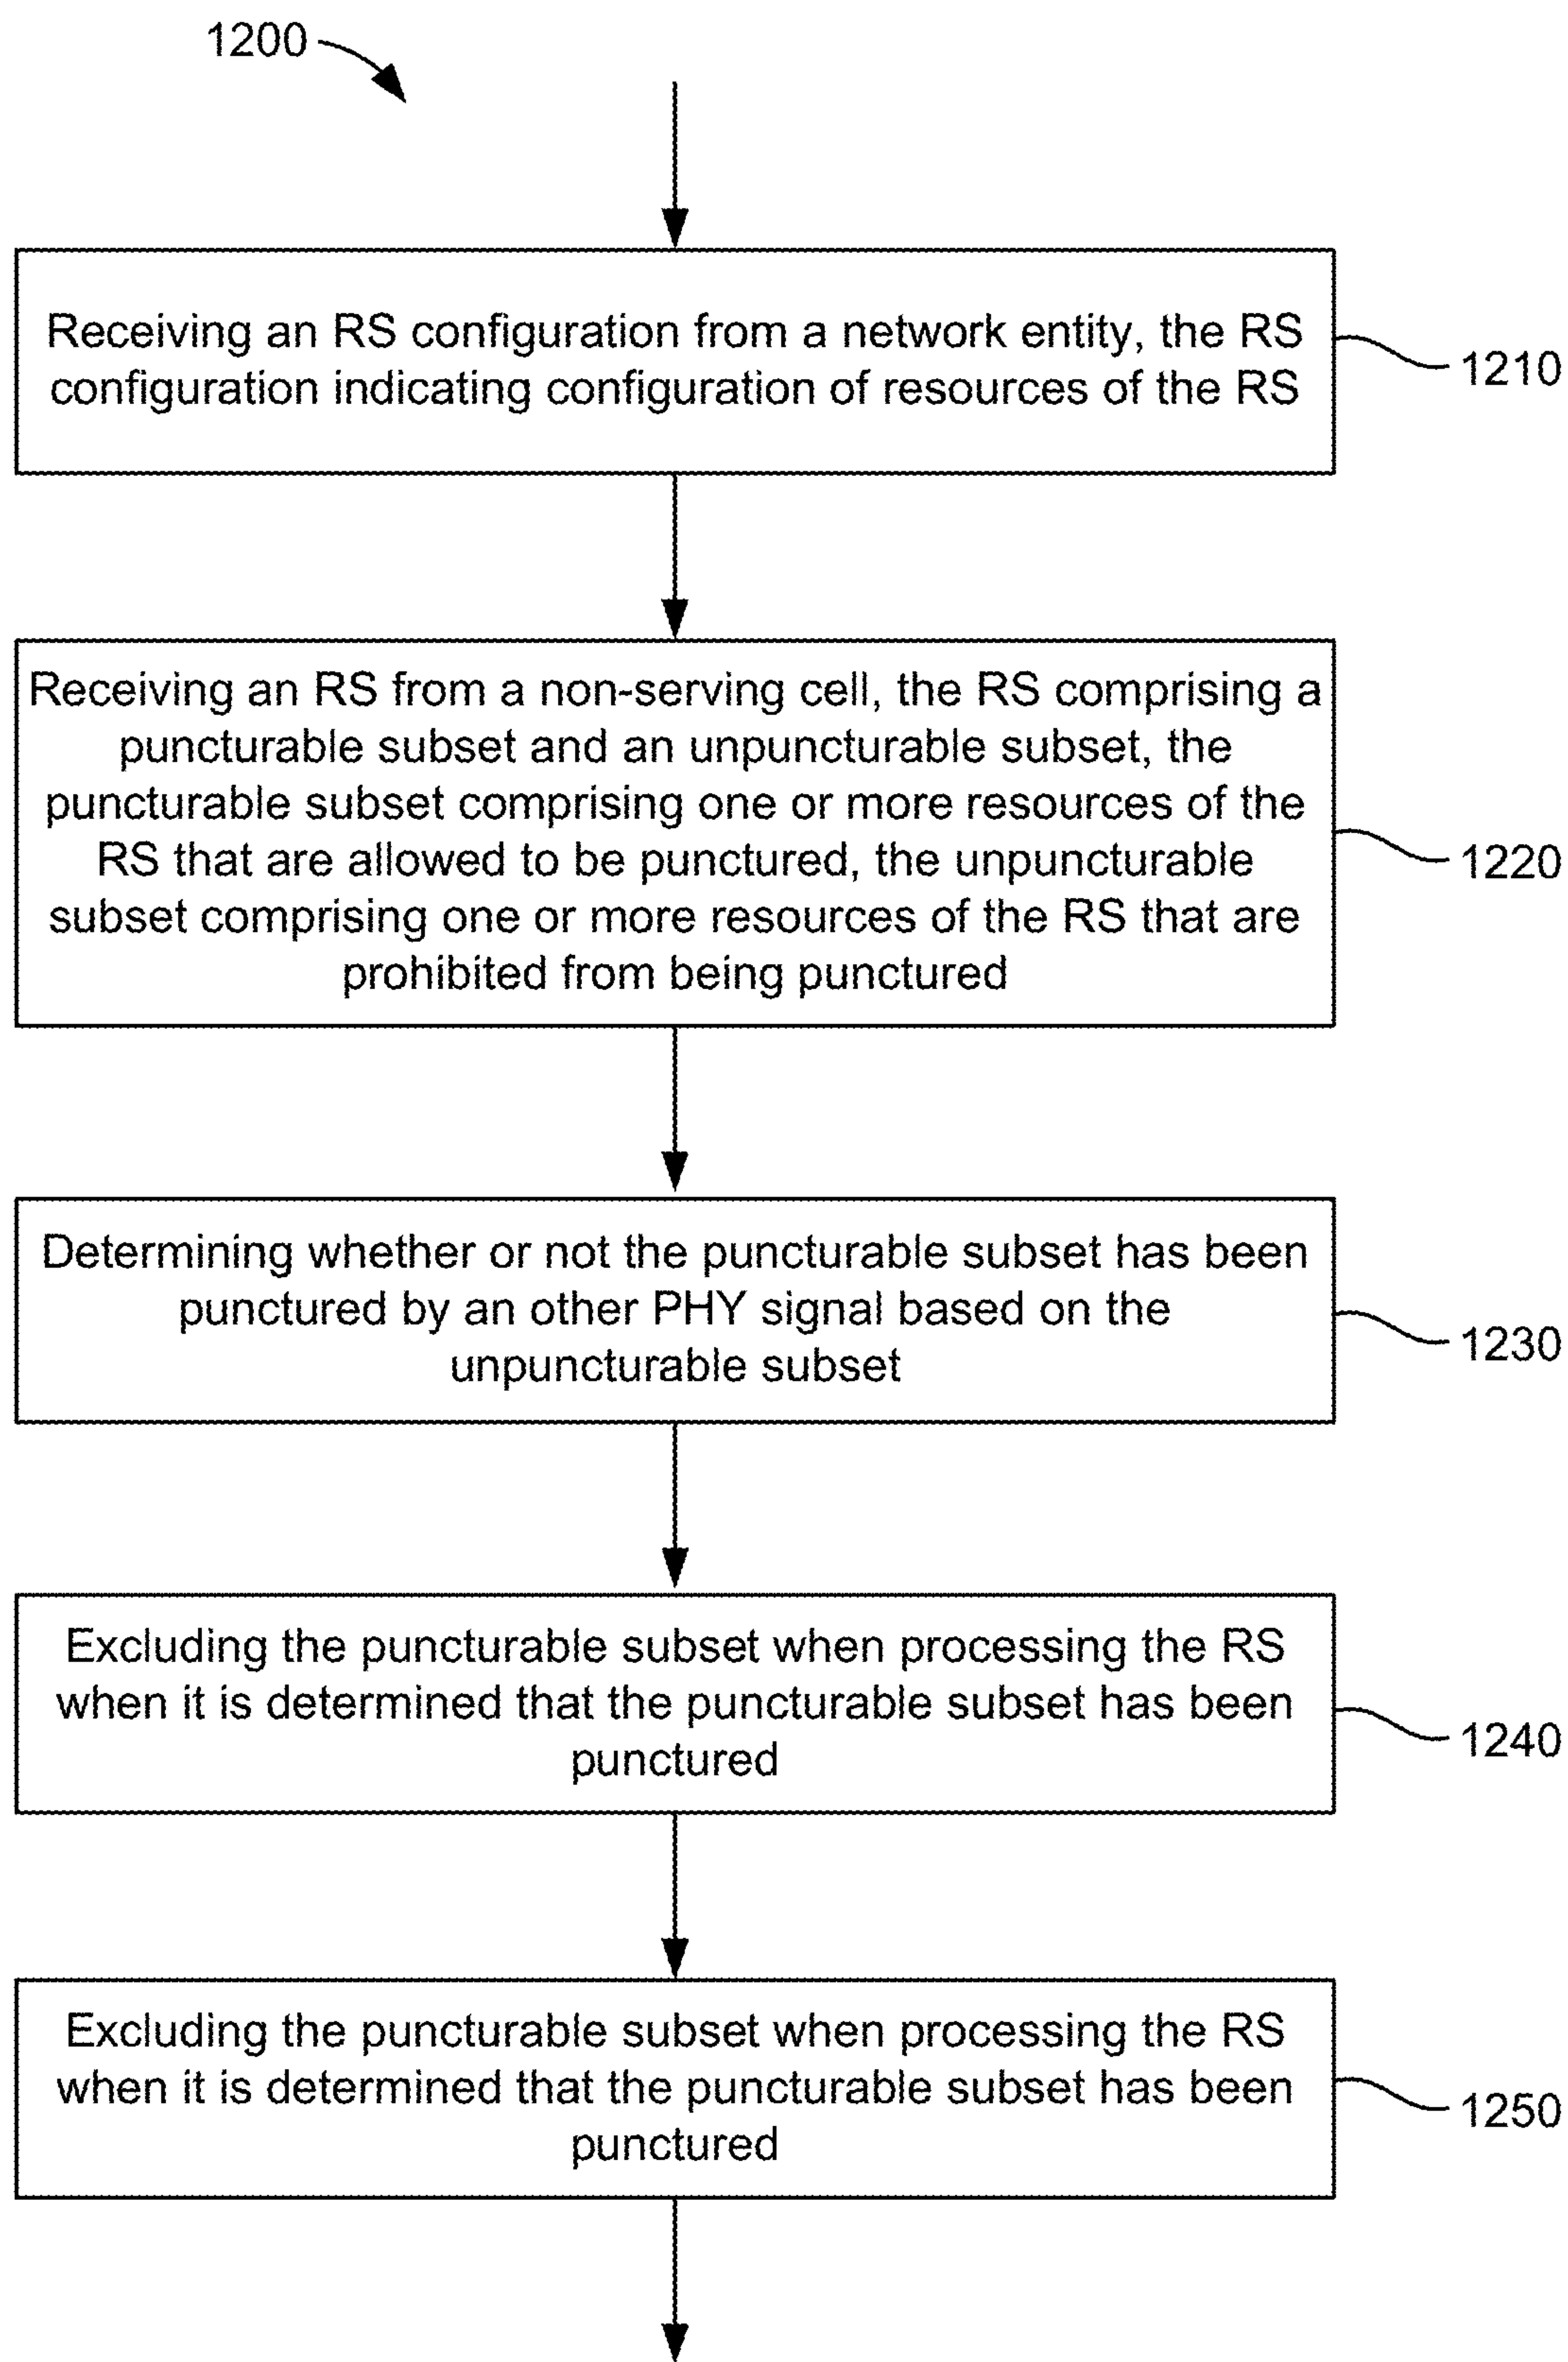 1200
Receiving an RS configuration from a network entity, the RS
configuration indicating configuration of resources of the RS
1210
Receiving an RS from a non-serving cell, the RS comprising a
puncturable subset and an unpuncturable subset, the
puncturable subset comprising one or more resources of the
RS that are allowed to be punctured, the unpuncturable
subset comprising one or more resources of the RS that are
prohibited from being punctured
1220
Determining whether or not the puncturable subset has been
punctured by an other PHY signal based on the
unpuncturable subset
1230
Excluding the puncturable subset when processing the RS
when it is determined that the puncturable subset has been
punctured
1240
Excluding the puncturable subset when processing the RS
when it is determined that the puncturable subset has been
punctured
1250